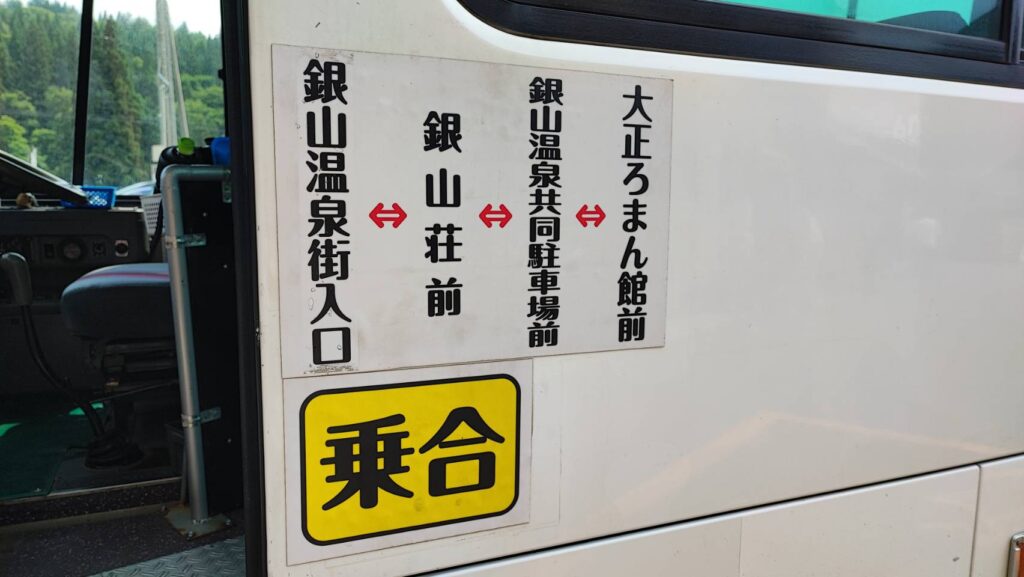 大正ろまん館前
⇔
銀山温泉共同駐車場前
⇔
銀山荘前
⇔
銀山温泉街入口
乗合